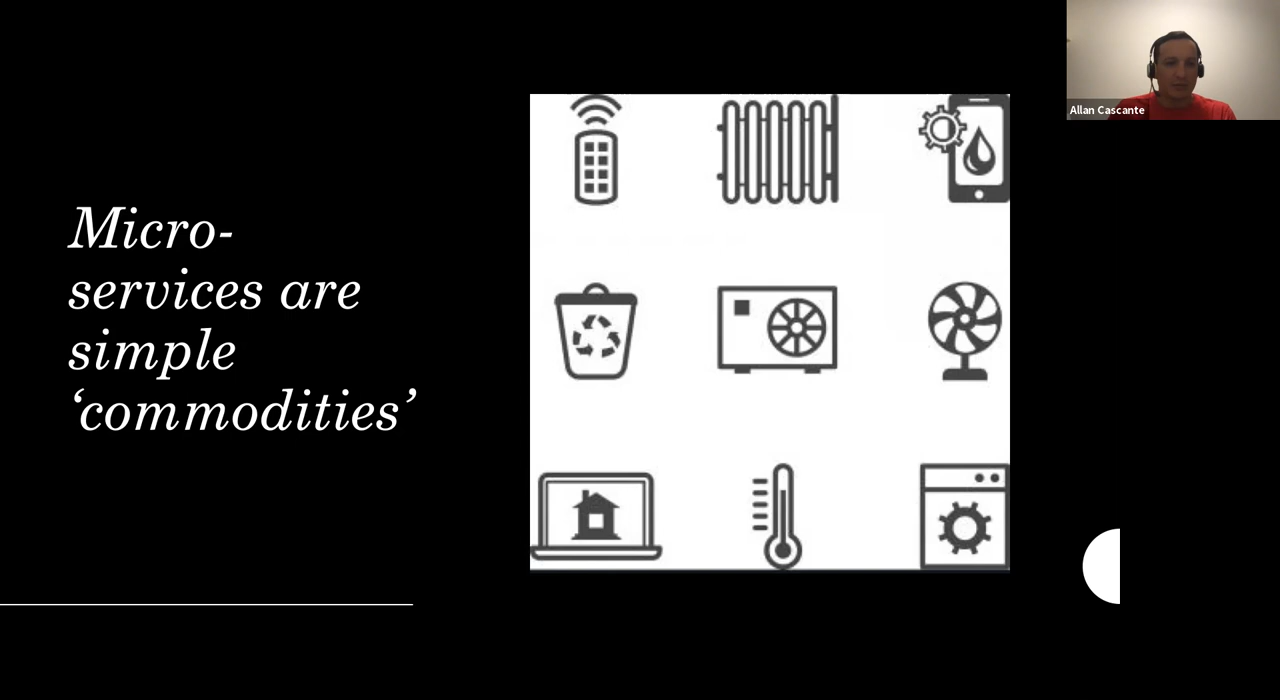 Micro-
services are
simple
‘commodities’
Allan Cascante